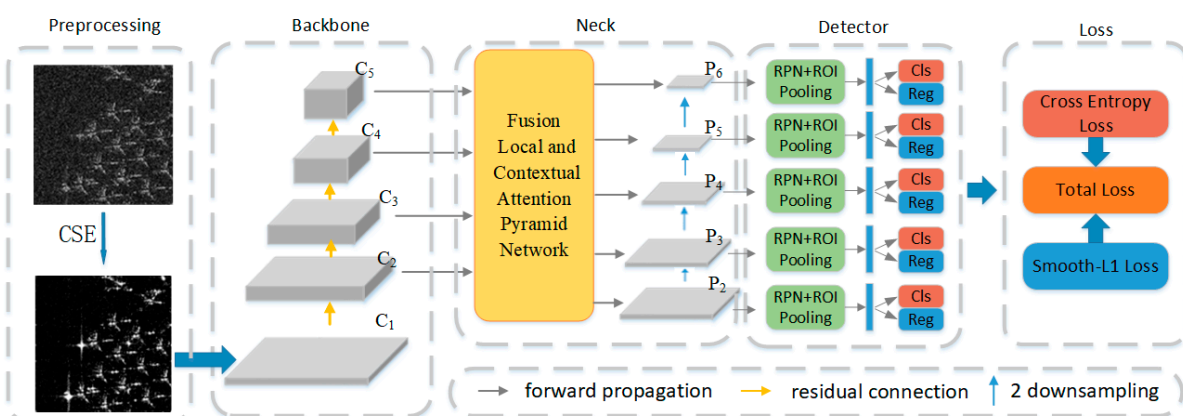 Preprocessing
Backbone
Neck
Detector
Loss
CSE
C5
C4
C3
C2
C1
Fusion
Local and
Contextual
Attention
Pyramid
Network
P6
P5
P4
P3
P2
RPN+ROI
Pooling
Cls
Reg
RPN+ROI
Pooling
Cls
Reg
RPN+ROI
Pooling
Cls
Reg
RPN+ROI
Pooling
Cls
Reg
RPN+ROI
Pooling
Cls
Reg
Cross Entropy
Loss
Total Loss
Smooth-L1 Loss
forward propagation
residual connection
2 downsampling